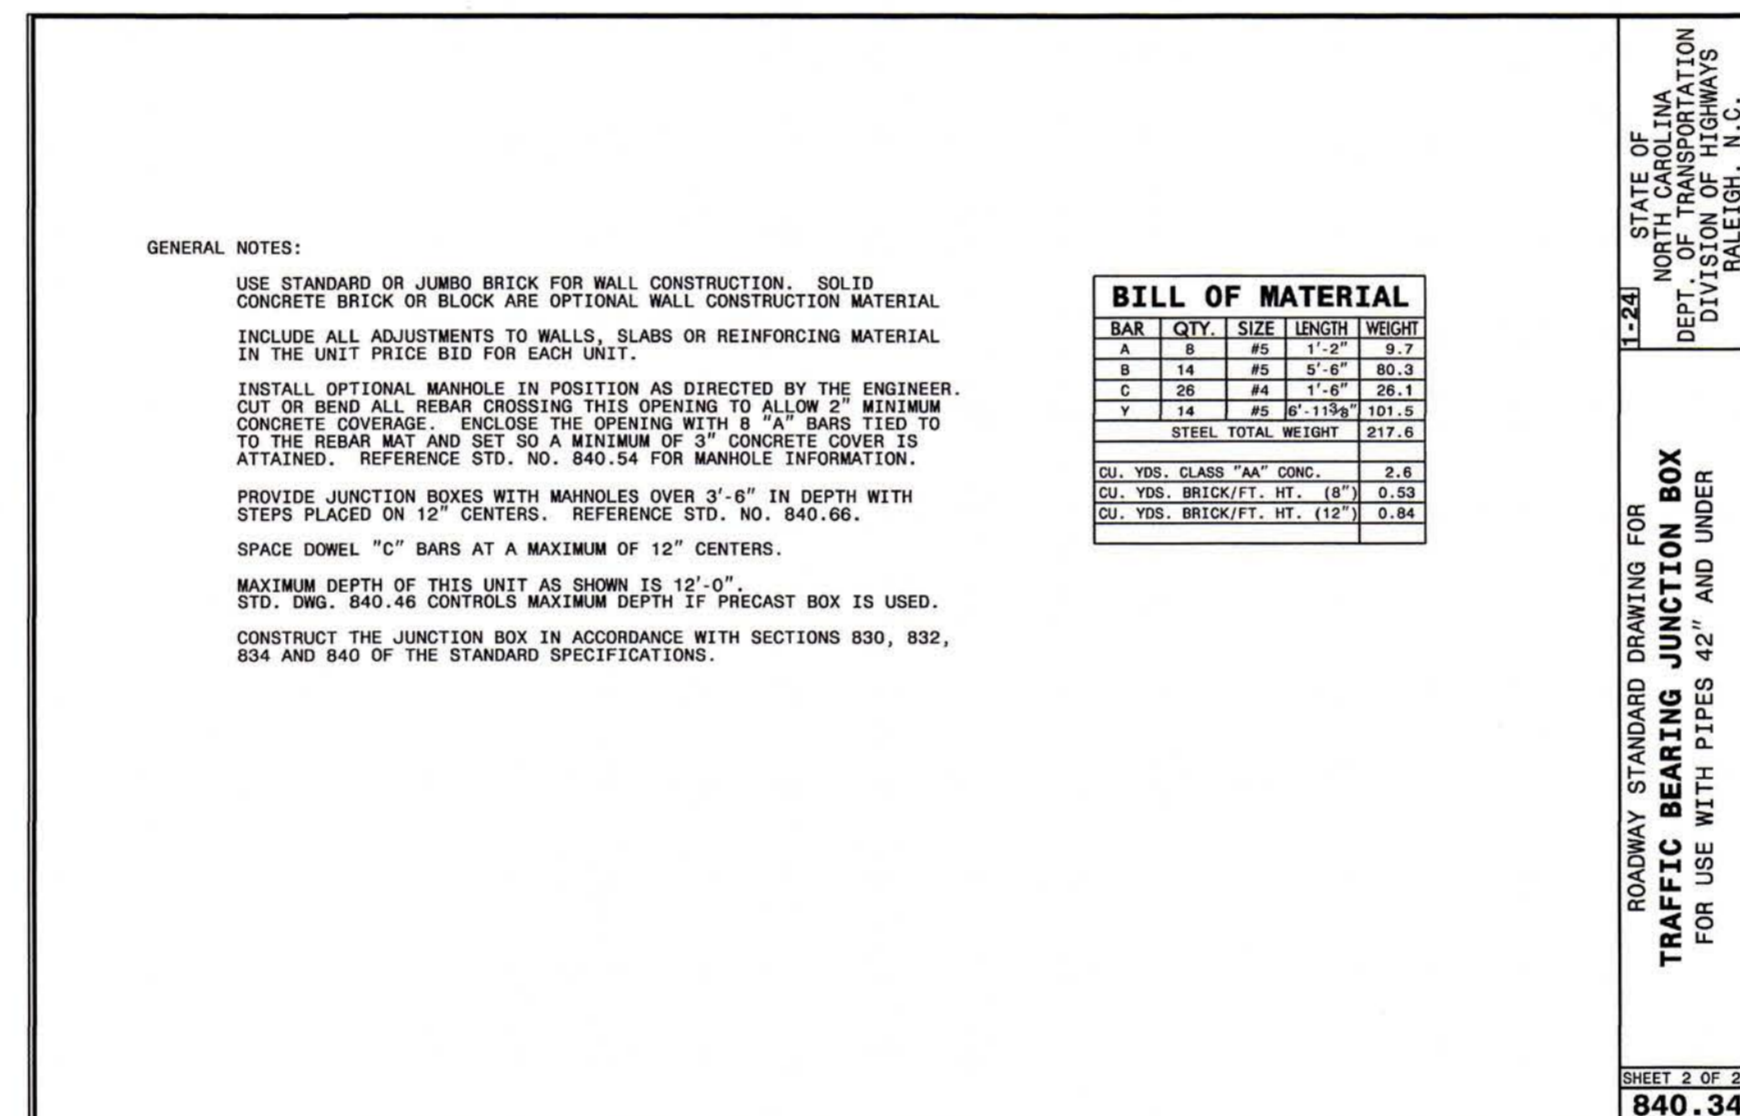 GENERAL NOTES:
USE STANDARD OR JUMBO BRICK FOR WALL CONSTRUCTION. SOLID
CONCRETE BRICK OR BLOCK ARE OPTIONAL WALL CONSTRUCTION MATERIAL
INCLUDE ALL ADJUSTMENTS TO WALLS, SLABS OR REINFORCING MATERIAL
IN THE UNIT PRICE BID FOR EACH UNIT.
INSTALL OPTIONAL MANHOLE IN POSITION AS DIRECTED BY THE ENGINEER.
CUT OR BEND ALL REBAR CROSSING THIS OPENING TO ALLOW 2" MINIMUM
CONCRETE COVERAGE. ENCLOSE THE OPENING WITH 8 "A" BARS TIED TO
TO THE REBAR MAT AND SET SO A MINIMUM OF 3" CONCRETE COVER IS
ATTAINED. REFERENCE STD. NO. 840.54 FOR MANHOLE INFORMATION.
PROVIDE JUNCTION BOXES WITH MAHNOLES OVER 3'-6" IN DEPTH WITH
STEPS PLACED ON 12" CENTERS. REFERENCE STD. NO. 840.66.
SPACE DOWEL "C" BARS AT A MAXIMUM OF 12" CENTERS.
MAXIMUM DEPTH OF THIS UNIT AS SHOWN IS 12'-0".
STD. DWG. 840.46 CONTROLS MAXIMUM DEPTH IF PRECAST BOX IS USED.
CONSTRUCT THE JUNCTION BOX IN ACCORDANCE WITH SECTIONS 830, 832,
834 AND 840 OF THE STANDARD SPECIFICATIONS.
BILL OF MATERIAL
BAR QTY. SIZE LENGTH WEIGHT
A 8 #5 1'-2" 9.7
B 14 #5 5'-6" 80.3
C 26 #4 1'-6" 26.1
Y 14 #5 6'-11⅜" 101.5
STEEL TOTAL WEIGHT 217.6
CU. YDS. CLASS "AA" CONC. 2.6
CU. YDS. BRICK/FT. HT. (8") 0.53
CU. YDS. BRICK/FT. HT. (12") 0.84
1-24
STATE OF
NORTH CAROLINA
DEPT. OF TRANSPORTATION
DIVISION OF HIGHWAYS
RALEIGH, N.C.
ROADWAY STANDARD DRAWING FOR
TRAFFIC BEARING JUNCTION BOX
FOR USE WITH PIPES 42" AND UNDER
SHEET 2 OF 2
840.34